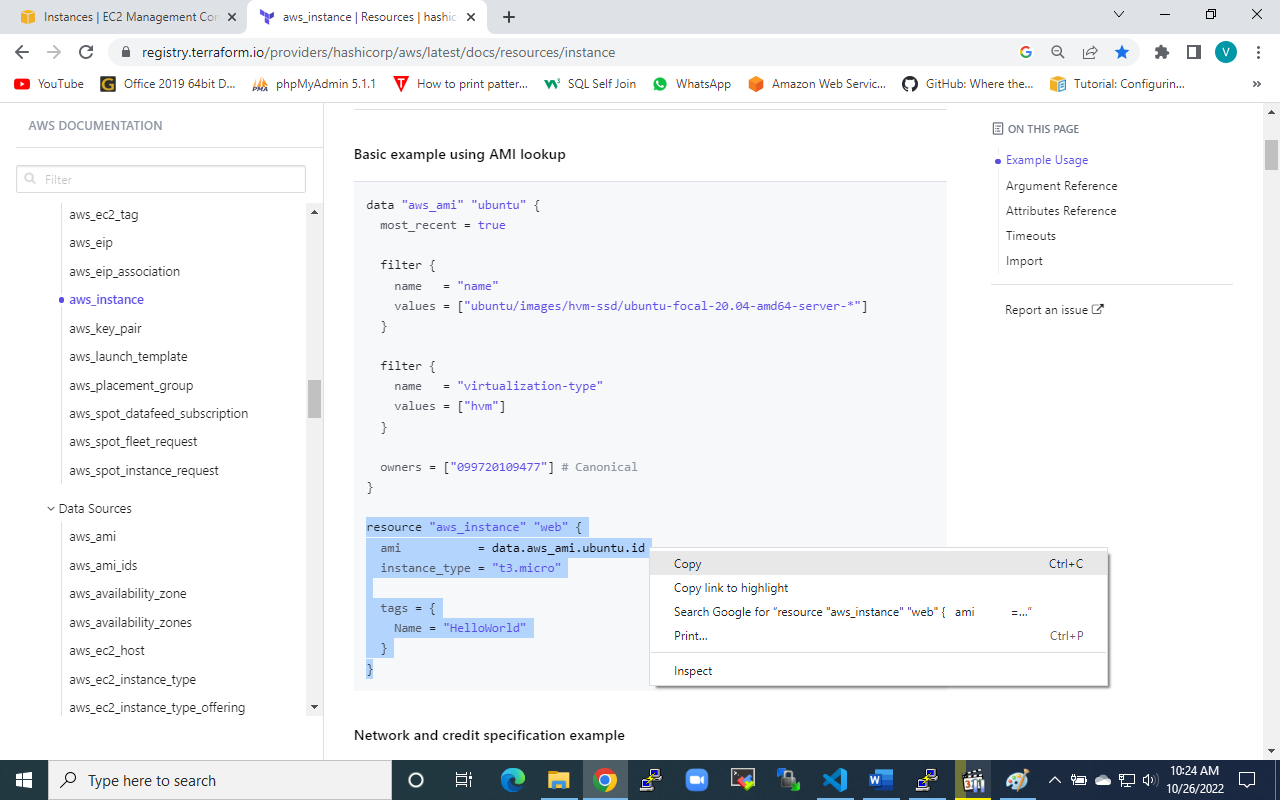 Instances | EC2 Management Con
aws_instance | Resources | hashic
registry.terraform.io/providers/hashicorp/aws/latest/docs/resources/instance
V
YouTube
Office 2019 64bit D...
phpMyAdmin 5.1.1
How to print patter...
SQL Self Join
WhatsApp
Amazon Web Servic...
GitHub: Where the...
Tutorial: Configurin...
»
AWS DOCUMENTATION
Filter
aws_ec2_tag
aws_eip
aws_eip_association
aws_instance
aws_key_pair
aws_launch_template
aws_placement_group
aws_spot_datafeed_subscription
aws_spot_fleet_request
aws_spot_instance_request
Data Sources
aws_ami
aws_ami_ids
aws_availability_zone
aws_availability_zones
aws_ec2_host
aws_ec2_instance_type
aws_ec2_instance_type_offering
Basic example using AMI lookup
data "aws_ami" "ubuntu" {
  most_recent = true
  filter {
    name   = "name"
    values = ["ubuntu/images/hvm-ssd/ubuntu-focal-20.04-amd64-server-*"]
  }
  filter {
    name   = "virtualization-type"
    values = ["hvm"]
  }
  owners = ["099720109477"] # Canonical
}
resource "aws_instance" "web" {
  ami           = data.aws_ami.ubuntu.id
  instance_type = "t3.micro"
  tags = {
    Name = "HelloWorld"
  }
}
Network and credit specification example
Copy Ctrl+C
Copy link to highlight
Search Google for “resource "aws_instance" "web" {   ami           =...”
Print... Ctrl+P
Inspect
ON THIS PAGE
Example Usage
Argument Reference
Attributes Reference
Timeouts
Import
Report an issue
Type here to search
10:24 AM
10/26/2022